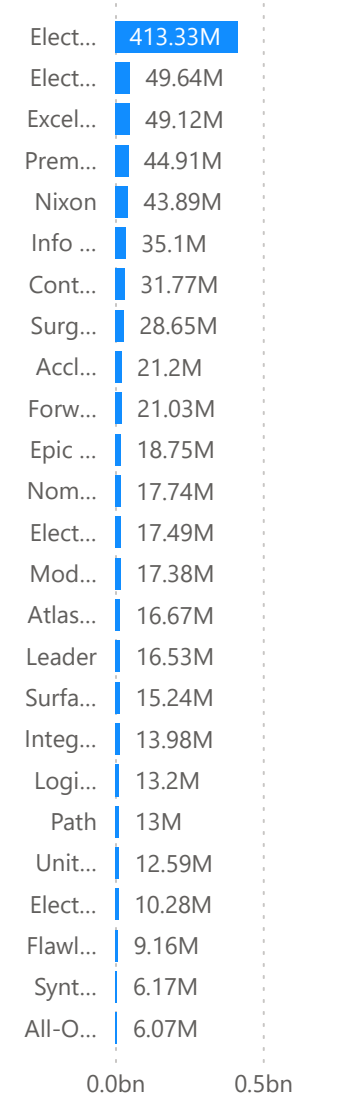 Elect... 413.33M
Elect... 49.64M
Excel... 49.12M
Prem... 44.91M
Nixon 43.89M
Info ... 35.1M
Cont... 31.77M
Surg... 28.65M
Accl... 21.2M
Forw... 21.03M
Epic ... 18.75M
Nom... 17.74M
Elect... 17.49M
Mod... 17.38M
Atlas... 16.67M
Leader 16.53M
Surfa... 15.24M
Integ... 13.98M
Logi... 13.2M
Path 13M
Unit... 12.59M
Elect... 10.28M
Flawl... 9.16M
Synt... 6.17M
All-O... 6.07M
0.0bn 0.5bn